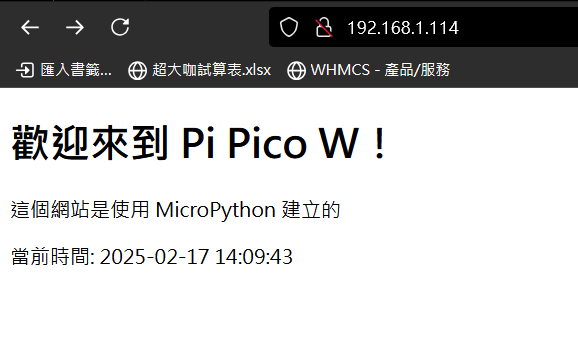 192.168.1.114
匯入書籤... 超大咖試算表.xlsx WHMCS - 產品/服務
歡迎來到 Pi Pico W！
這個網站是使用 MicroPython 建立的
當前時間: 2025-02-17 14:09:43